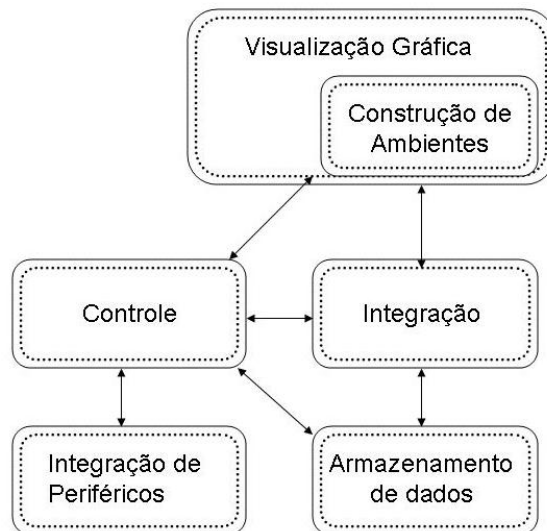 Visualização Gráfica
Construção de
Ambientes
Controle
Integração
Integração de
Periféricos
Armazenamento
de dados